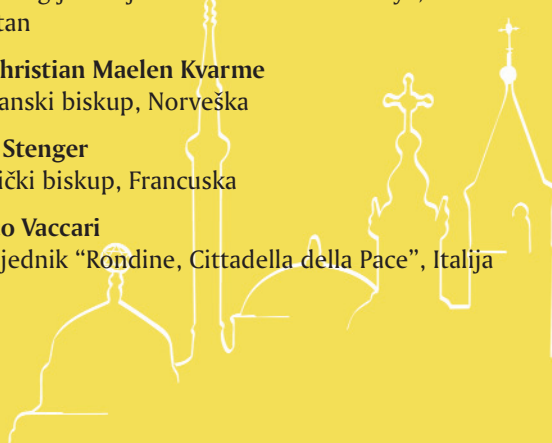 tan
hristian Maelen Kvarme
anski biskup, Norveška
Stenger
ički biskup, Francuska
o Vaccari
jednik “Rondine, Cittadella della Pace”, Italija